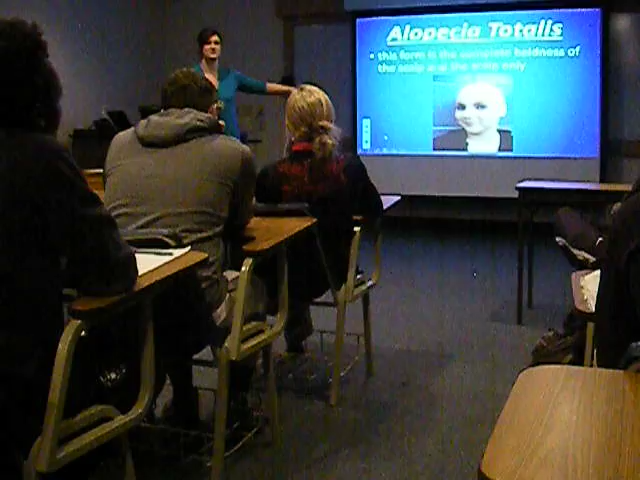 Alopecia Totalis
• this form is the complete baldness of
the scalp only